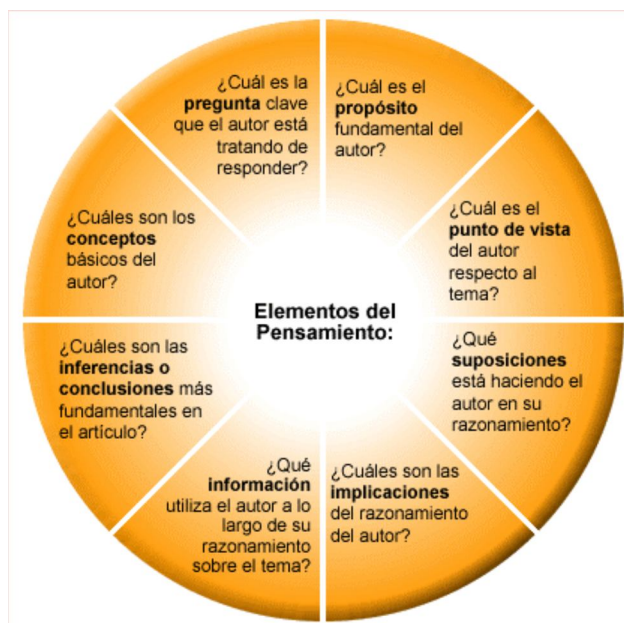 ¿Cuál es la
pregunta clave
que el autor está
tratando de
responder?
¿Cuál es el
propósito
fundamental del
autor?
¿Cuál es el
punto de vista
del autor
respecto al
tema?
¿Qué
suposiciones
está haciendo el
autor en su
razonamiento?
¿Cuáles son las
implicaciones
del razonamiento
del autor?
¿Qué
información
utiliza el autor a lo
largo de su
razonamiento
sobre el tema?
¿Cuáles son las
inferencias o
conclusiones más
fundamentales en
el artículo?
¿Cuáles son los
conceptos
básicos del
autor?
Elementos del
Pensamiento: